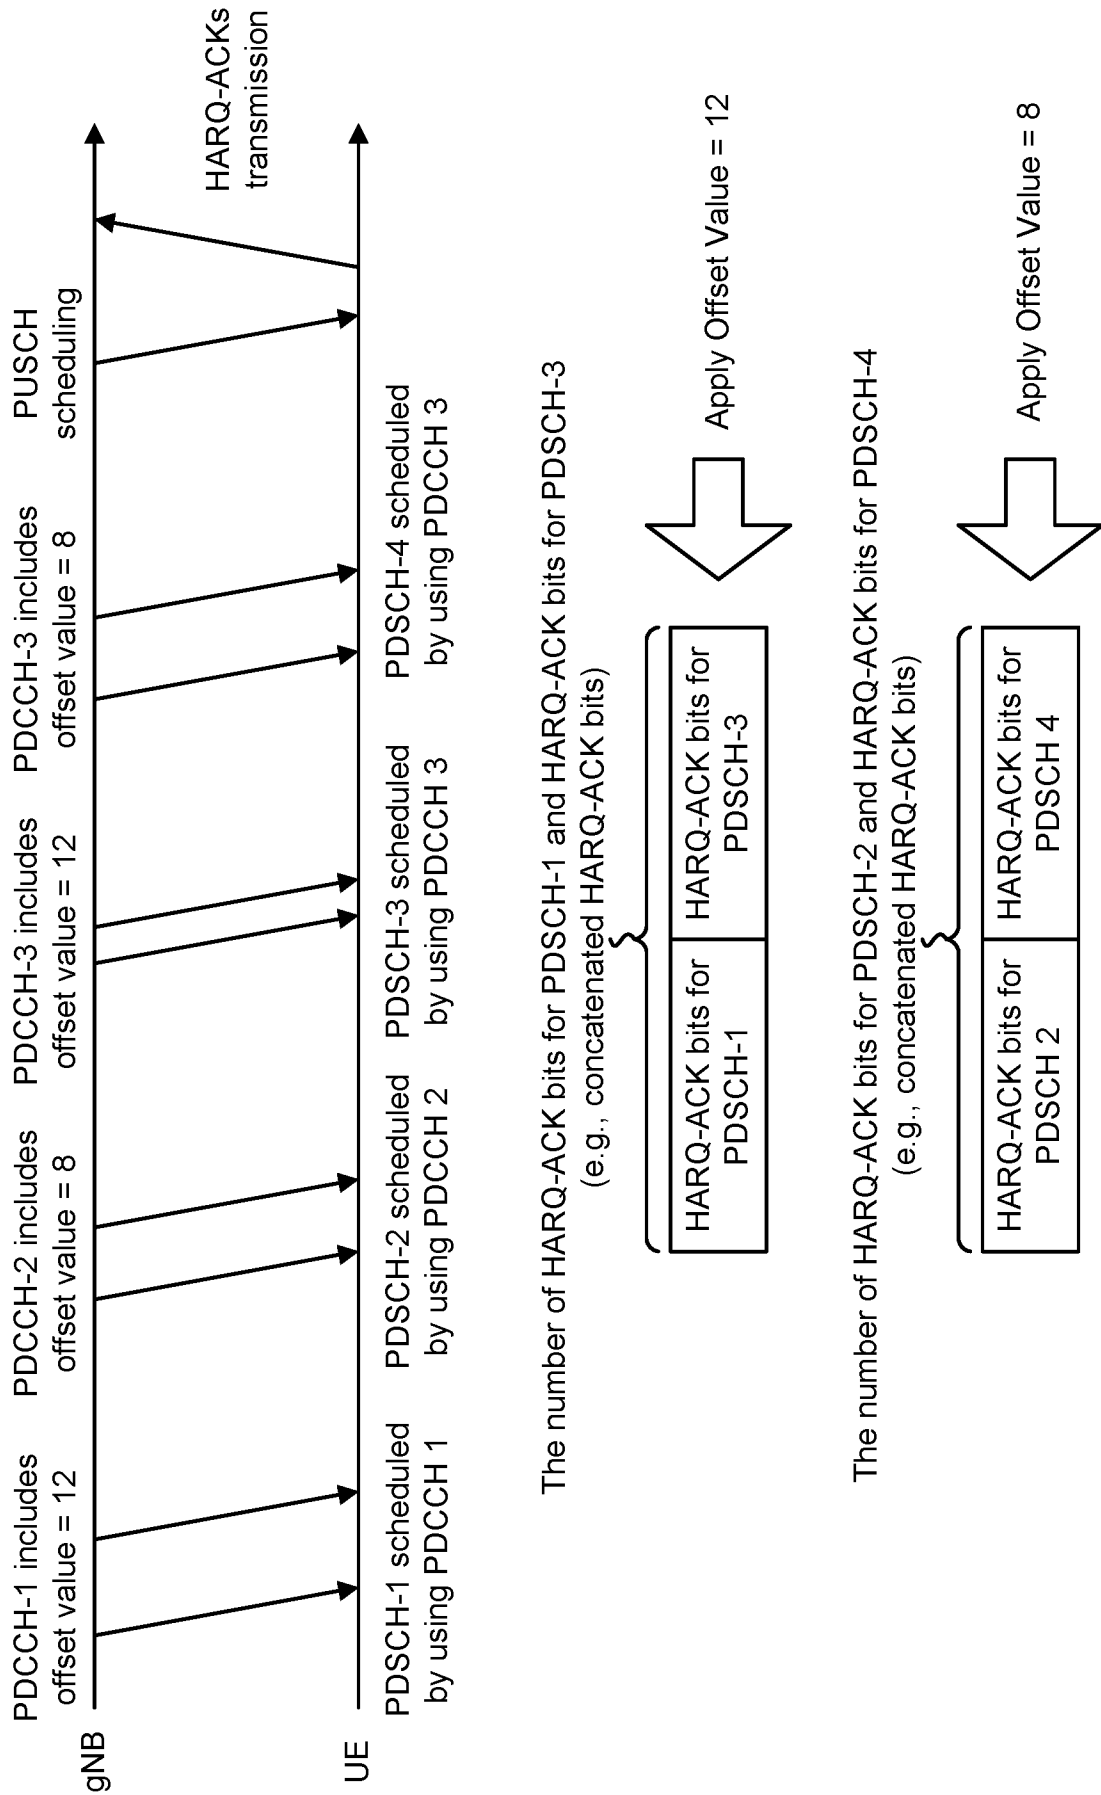 PDCCH-1 includes
offset value = 12
PDCCH-2 includes
offset value = 8
PDCCH-3 includes
offset value = 12
PDCCH-3 includes
offset value = 8
PUSCH
scheduling
gNB
HARQ-ACKs
transmission
UE
PDSCH-1 scheduled
by using PDCCH 1
PDSCH-2 scheduled
by using PDCCH 2
PDSCH-3 scheduled
by using PDCCH 3
PDSCH-4 scheduled
by using PDCCH 3
The number of HARQ-ACK bits for PDSCH-1 and HARQ-ACK bits for PDSCH-3
(e.g., concatenated HARQ-ACK bits)
HARQ-ACK bits for
PDSCH-1
HARQ-ACK bits for
PDSCH-3
Apply Offset Value = 12
The number of HARQ-ACK bits for PDSCH-2 and HARQ-ACK bits for PDSCH-4
(e.g., concatenated HARQ-ACK bits)
HARQ-ACK bits for
PDSCH 2
HARQ-ACK bits for
PDSCH 4
Apply Offset Value = 8